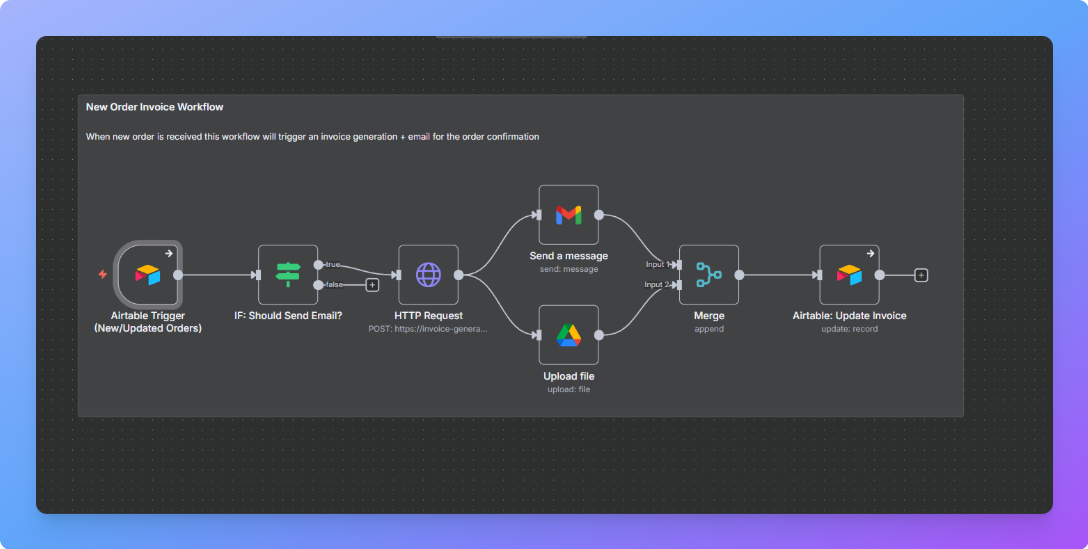 New Order Invoice Workflow
When new order is received this workflow will trigger an invoice generation + email for the order confirmation
Airtable Trigger
(New/Updated Orders)
IF: Should Send Email?
true
false
HTTP Request
POST: https://invoice-genera...
Send a message
send: message
Upload file
upload: file
Input 1
Input 2
Merge
append
Airtable: Update Invoice
update: record